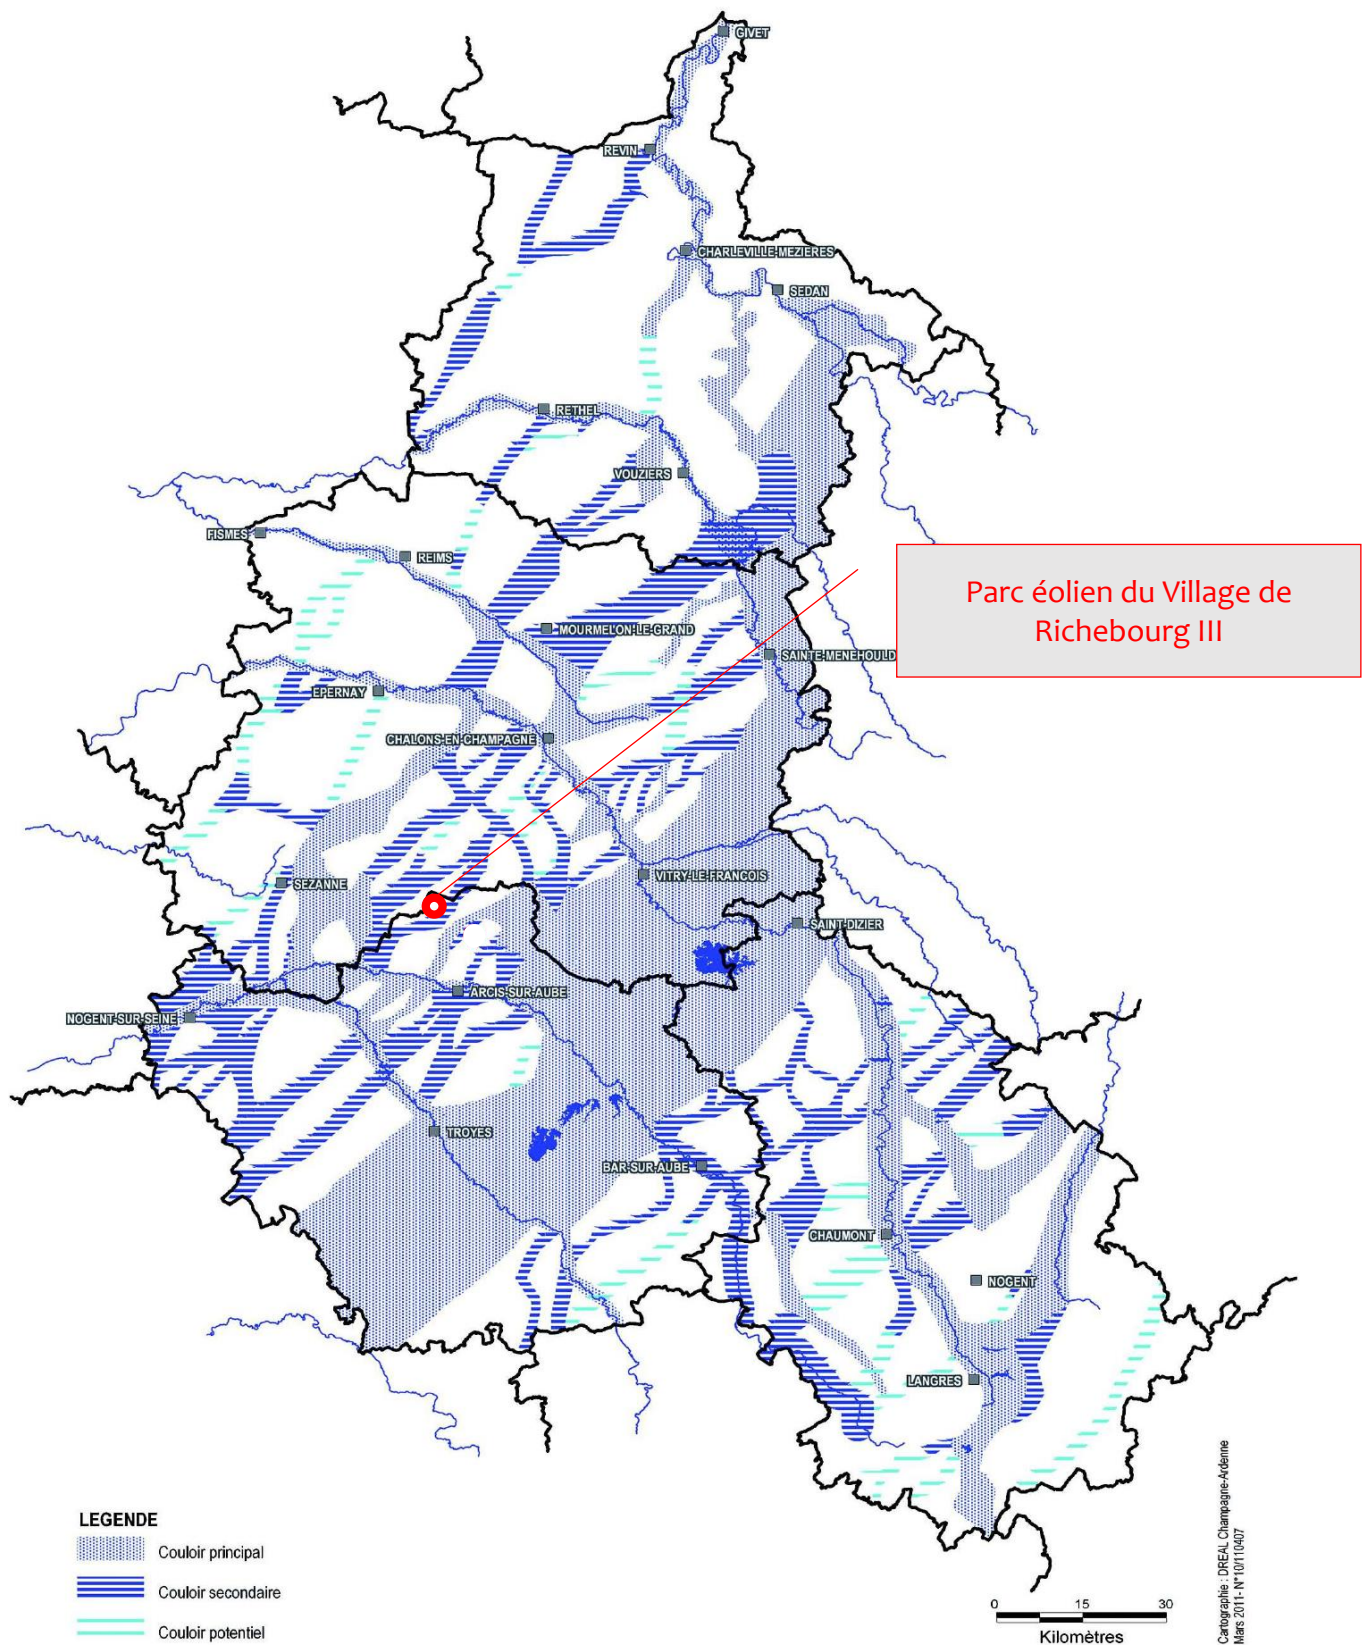 GIVET
REVIN
CHARLEVILLE-MEZIERES
SEDAN
RETHEL
VOUZIERS
FISMES
REIMS
Parc éolien du Village de
Richebourg III
MOURMELON-LE-GRAND
SAINTE-MENEHOULD
EPERNAY
CHALONS-EN-CHAMPAGNE
VITRY-LE-FRANCOIS
SEZANNE
SAINT-DIZIER
ARCIS-SUR-AUBE
NOGENT-SUR-SEINE
TROYES
BAR-SUR-AUBE
CHAUMONT
NOGENT
LANGRES
LEGENDE
Couloir principal
Couloir secondaire
Couloir potentiel
0 15 30
Kilomètres
Cartographie : DREAL Champagne-Ardenne
Mars 2011- N°10/110407